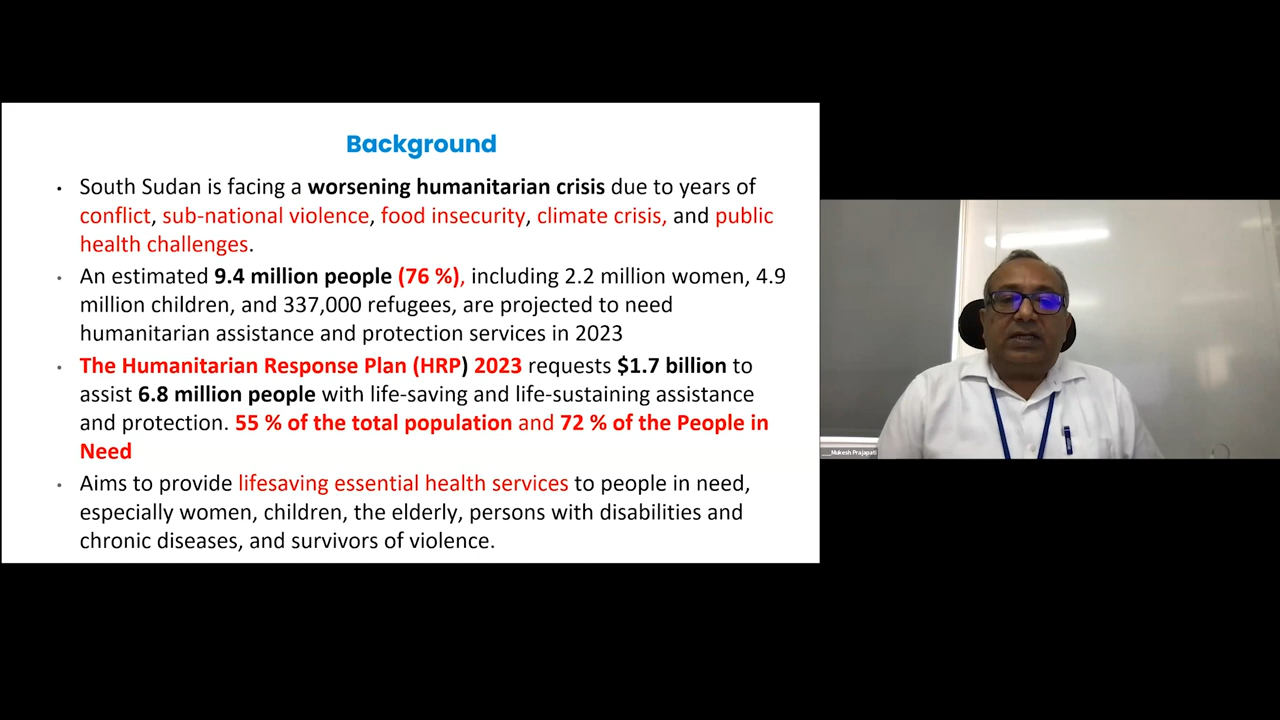 Background
• South Sudan is facing a worsening humanitarian crisis due to years of
conflict, sub-national violence, food insecurity, climate crisis, and public
health challenges.
• An estimated 9.4 million people (76 %), including 2.2 million women, 4.9
million children, and 337,000 refugees, are projected to need
humanitarian assistance and protection services in 2023
• The Humanitarian Response Plan (HRP) 2023 requests $1.7 billion to
assist 6.8 million people with life-saving and life-sustaining assistance
and protection. 55 % of the total population and 72 % of the People in
Need
• Aims to provide lifesaving essential health services to people in need,
especially women, children, the elderly, persons with disabilities and
chronic diseases, and survivors of violence.
___Mukesh Prajapati